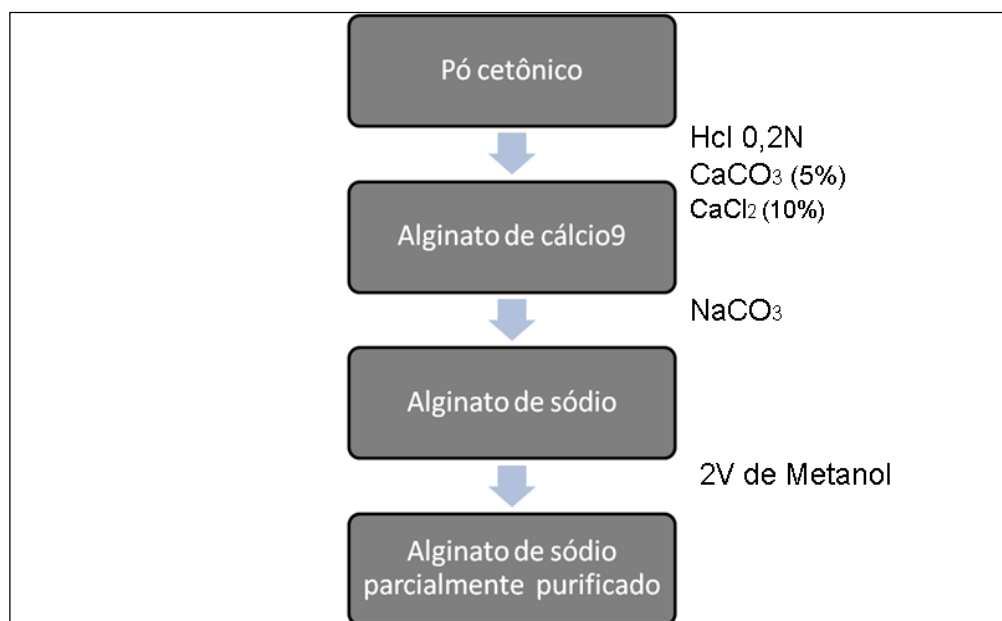 Pó cetônico
Hcl 0,2N
CaCO3 (5%)
CaCl2 (10%)
Alginato de cálcio9
NaCO3
Alginato de sódio
2V de Metanol
Alginato de sódio
parcialmente purificado